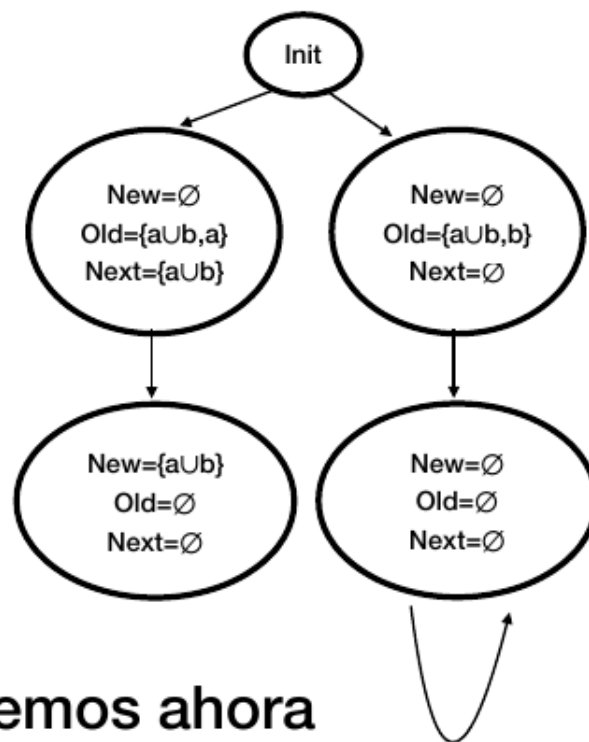 Init
New=∅
Old={a∪b,a}
Next={a∪b}
New=∅
Old={a∪b,b}
Next=∅
New={a∪b}
Old=∅
Next=∅
New=∅
Old=∅
Next=∅
emos ahora